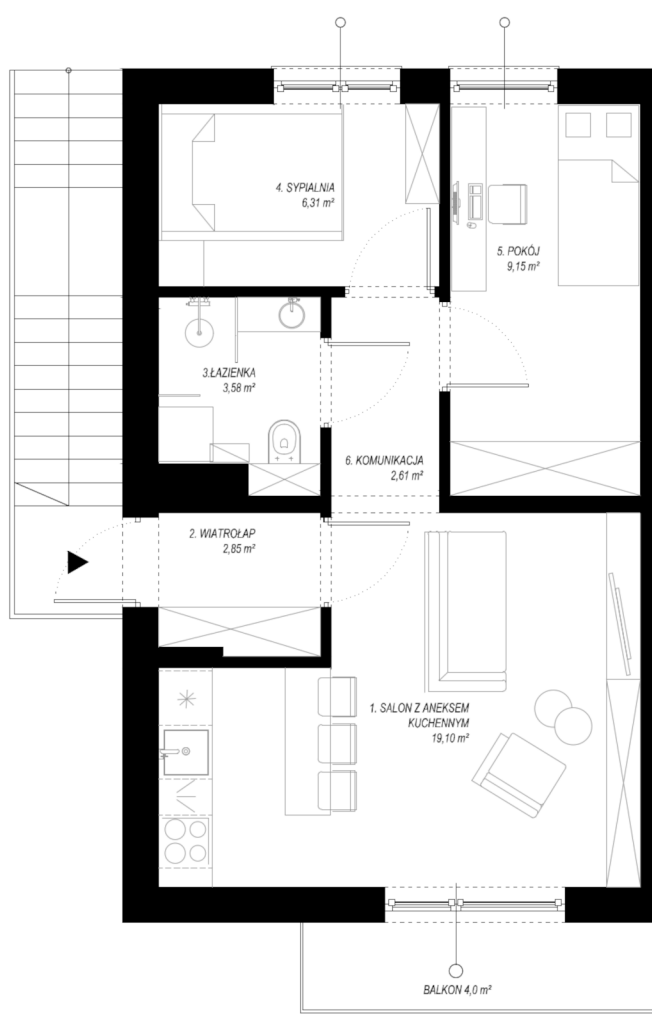 4. SYPIALNIA
6,31 m²
5. POKÓJ
9,15 m²
3.ŁAZIENKA
3,58 m²
6. KOMUNIKACJA
2,61 m²
2. WIATROŁAP
2,85 m²
1. SALON Z ANEKSEM
KUCHENNYM
19,10 m²
BALKON 4,0 m²